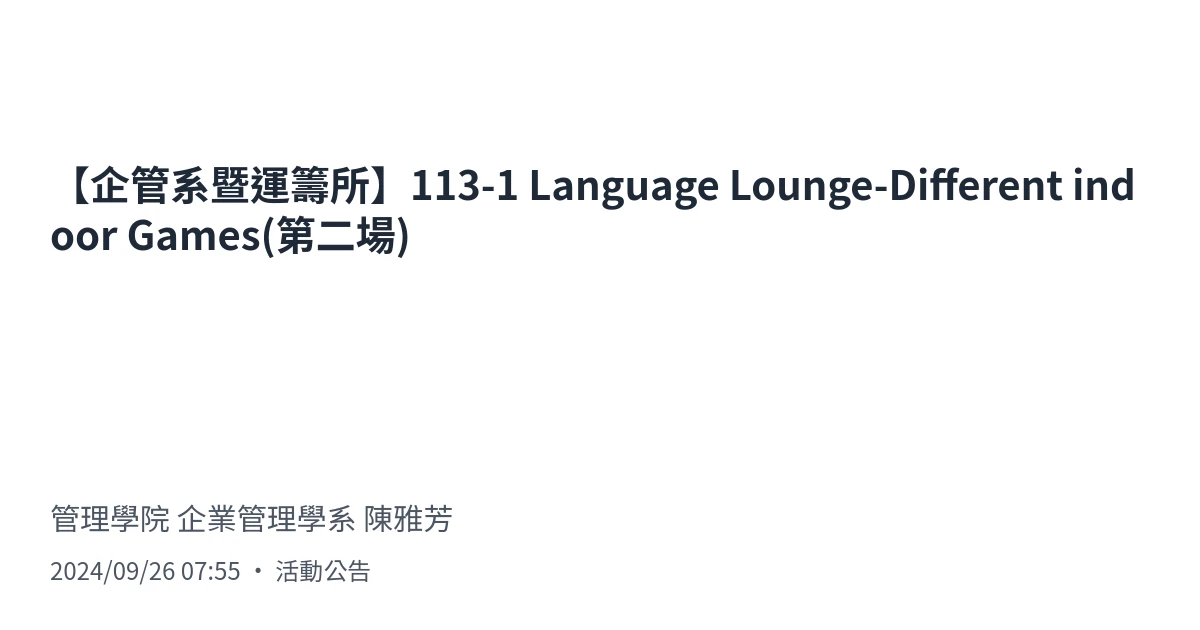 【企管系暨運籌所】113-1 Language Lounge-Different ind
oor Games(第二場)
管理學院 企業管理學系 陳雅芳
2024/09/26 07:55 • 活動公告